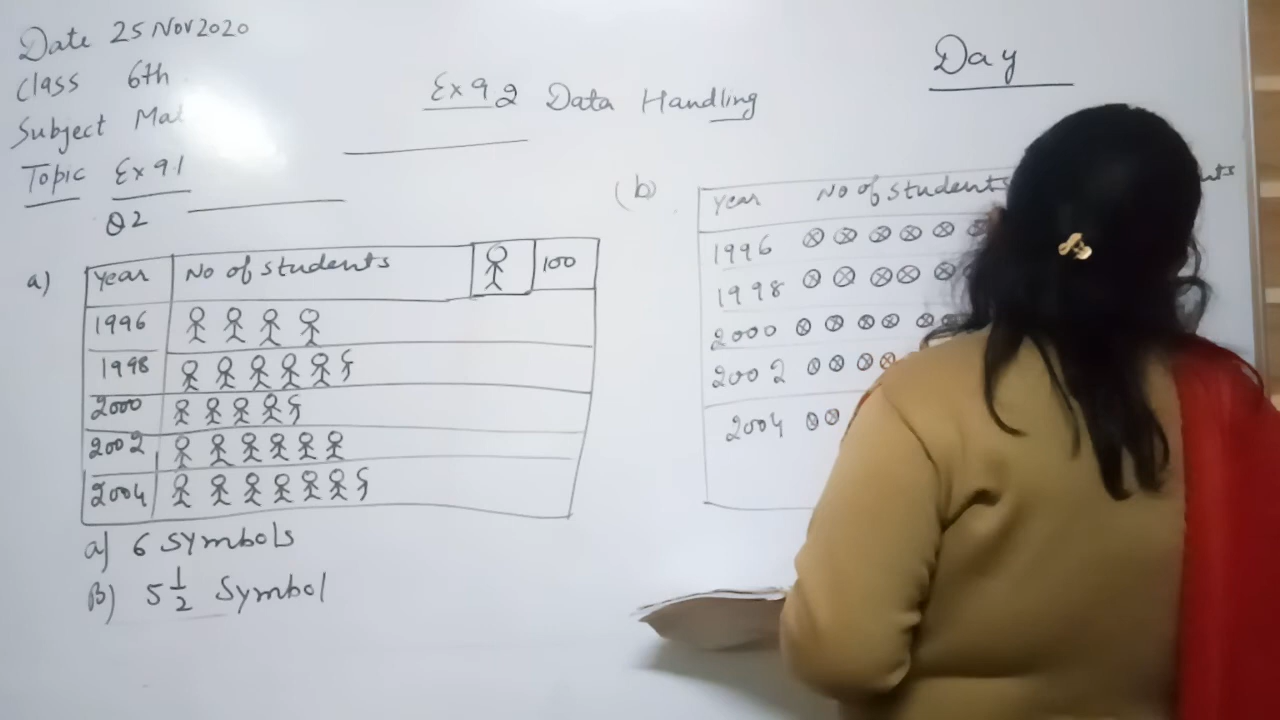 Date 25 Nov 2020
Class 6th
Subject Mat
Topic Ex 9.1
Q2
Ex 9.2 Data Handling
Day
a)
Year No of students 100
1996
1998
2000
2002
2004
a) 6 symbols
B) 5 1/2 Symbol
(b)
Year No of students
1996
1998
2000
2002
2004